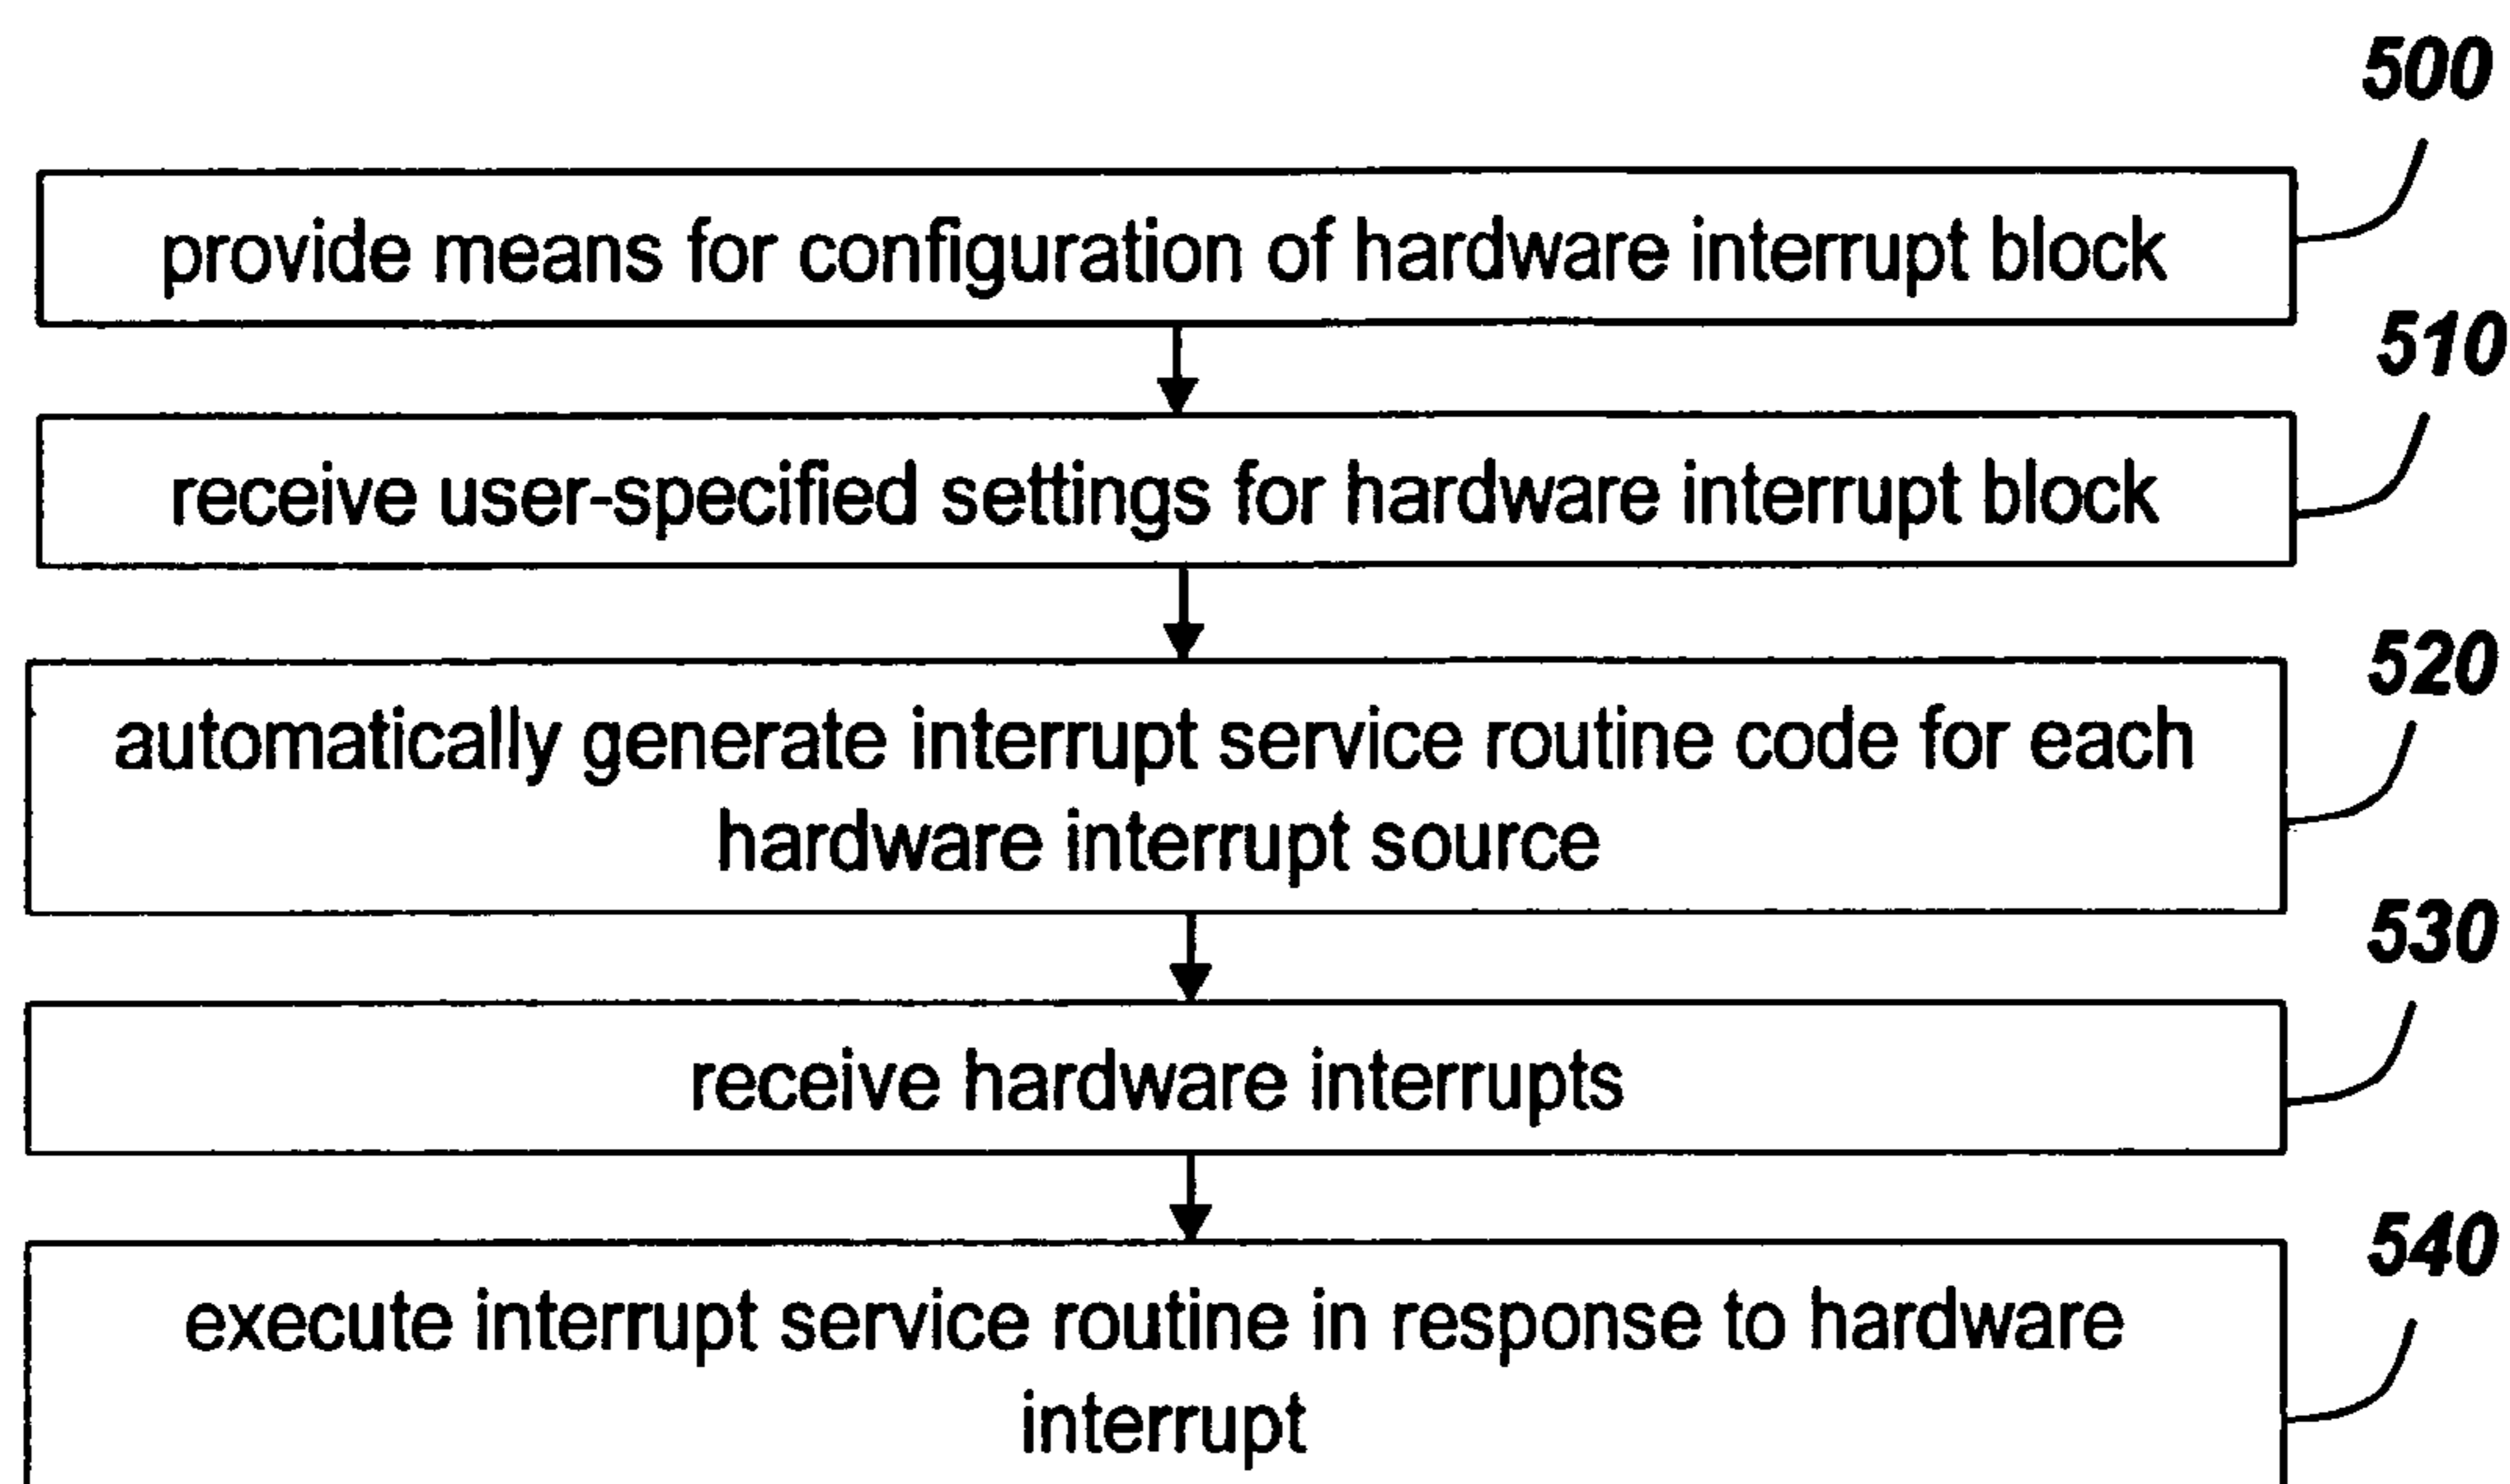 500
provide means for configuration of hardware interrupt block
510
receive user-specified settings for hardware interrupt block
520
automatically generate interrupt service routine code for each
hardware interrupt source
530
receive hardware interrupts
540
execute interrupt service routine in response to hardware
interrupt